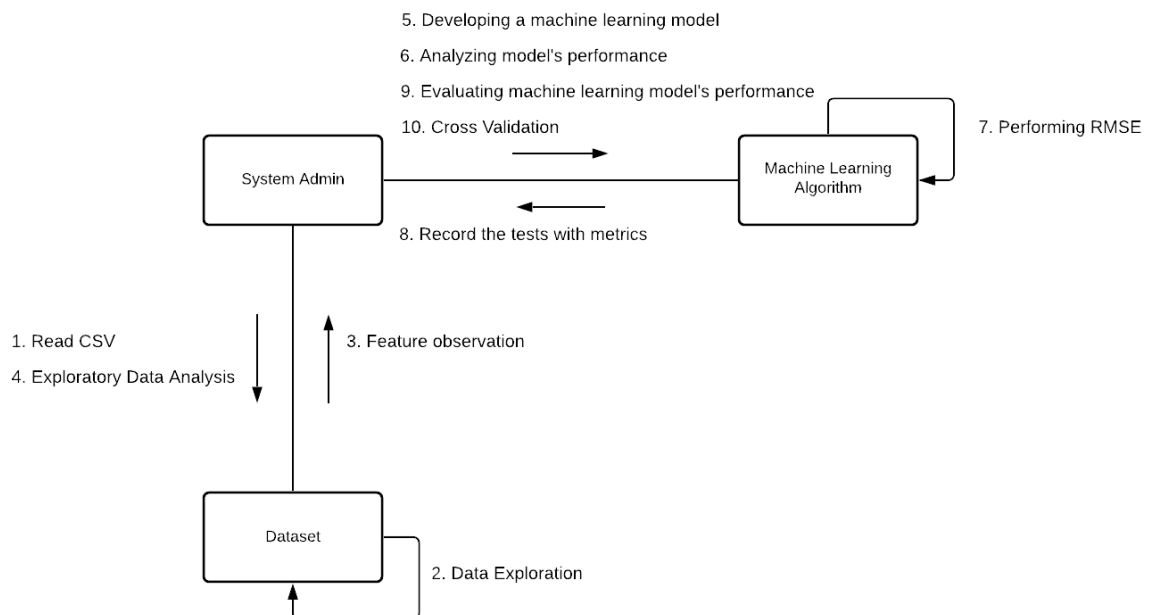 5. Developing a machine learning model
6. Analyzing model's performance
9. Evaluating machine learning model's performance
10. Cross Validation
7. Performing RMSE
System Admin
Machine Learning
Algorithm
8. Record the tests with metrics
1. Read CSV
3. Feature observation
4. Exploratory Data Analysis
Dataset
2. Data Exploration